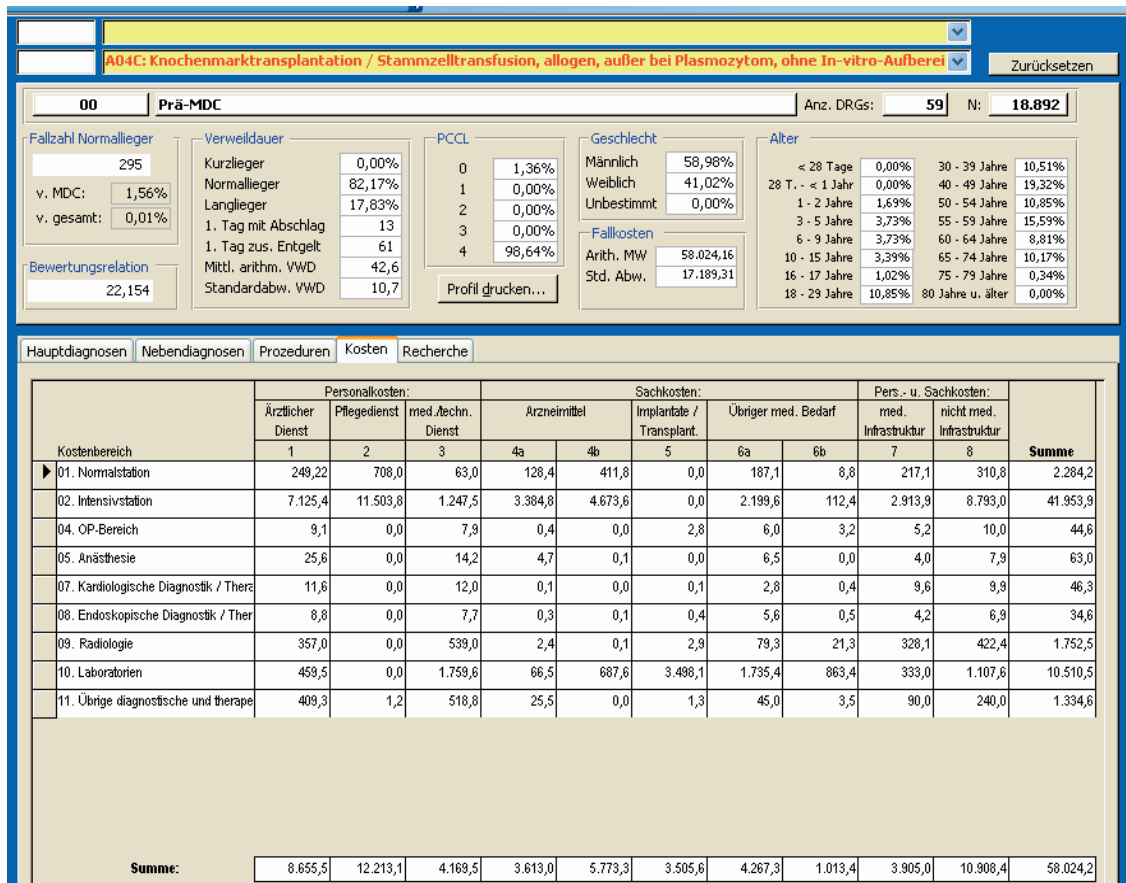 A04C: Knochenmarktransplantation / Stammzelltransfusion, allogen, außer bei Plasmozytom, ohne In-vitro-Aufberei
Zurücksetzen
00 Prä-MDC Anz. DRGs: 59 N: 18.892
Fallzahl Normallieger
295
v. MDC: 1,56%
v. gesamt: 0,01%
Bewertungsrelation
22,154
Verweildauer
Kurzlieger 0,00%
Normallieger 82,17%
Langlieger 17,83%
1. Tag mit Abschlag 13
1. Tag zus. Entgelt 61
Mittl. arithm. VWD 42,6
Standardabw. VWD 10,7
PCCL
0 1,36%
1 0,00%
2 0,00%
3 0,00%
4 98,64%
Profil drucken...
Geschlecht
Männlich 58,98%
Weiblich 41,02%
Unbestimmt 0,00%
Fallkosten
Arith. MW 58.024,16
Std. Abw. 17.189,31
Alter
< 28 Tage 0,00% 30 - 39 Jahre 10,51%
28 T. - < 1 Jahr 0,00% 40 - 49 Jahre 19,32%
1 - 2 Jahre 1,69% 50 - 54 Jahre 10,85%
3 - 5 Jahre 3,73% 55 - 59 Jahre 15,59%
6 - 9 Jahre 3,73% 60 - 64 Jahre 8,81%
10 - 15 Jahre 3,39% 65 - 74 Jahre 10,17%
16 - 17 Jahre 1,02% 75 - 79 Jahre 0,34%
18 - 29 Jahre 10,85% 80 Jahre u. älter 0,00%
Hauptdiagnosen Nebendiagnosen Prozeduren Kosten Recherche
Personalkosten: Sachkosten: Pers.- u. Sachkosten:
Ärztlicher Pflegedienst med./techn. Arzneimittel Implantate / Übriger med. Bedarf med. nicht med.
Dienst Dienst Transplant. Infrastruktur Infrastruktur
Kostenbereich 1 2 3 4a 4b 5 6a 6b 7 8 Summe
01. Normalstation 249,22 708,0 63,0 128,4 411,8 0,0 187,1 8,8 217,1 310,8 2.284,2
02. Intensivstation 7.125,4 11.503,8 1.247,5 3.384,8 4.673,6 0,0 2.199,6 112,4 2.913,9 8.793,0 41.953,9
04. OP-Bereich 9,1 0,0 7,9 0,4 0,0 2,8 6,0 3,2 5,2 10,0 44,6
05. Anästhesie 25,6 0,0 14,2 4,7 0,1 0,0 6,5 0,0 4,0 7,9 63,0
07. Kardiologische Diagnostik / Thera 11,6 0,0 12,0 0,1 0,0 0,1 2,8 0,4 9,6 9,9 46,3
08. Endoskopische Diagnostik / Ther 8,8 0,0 7,7 0,3 0,1 0,4 5,6 0,5 4,2 6,9 34,6
09. Radiologie 357,0 0,0 539,0 2,4 0,1 2,9 79,3 21,3 328,1 422,4 1.752,5
10. Laboratorien 459,5 0,0 1.759,6 66,5 687,6 3.498,1 1.735,4 863,4 333,0 1.107,6 10.510,5
11. Übrige diagnostische und therape 409,3 1,2 518,8 25,5 0,0 1,3 45,0 3,5 90,0 240,0 1.334,6
Summe: 8.655,5 12.213,1 4.169,5 3.613,0 5.773,3 3.505,6 4.267,3 1.013,4 3.905,0 10.908,4 58.024,2